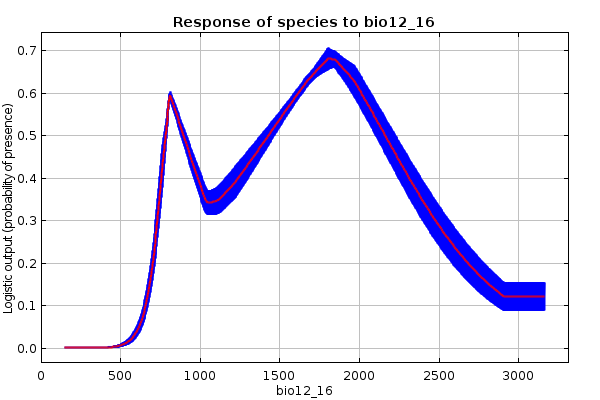 Response of species to bio12_16
Logistic output (probability of presence)
0.7
0.6
0.5
0.4
0.3
0.2
0.1
0.0
0 500 1000 1500 2000 2500 3000
bio12_16